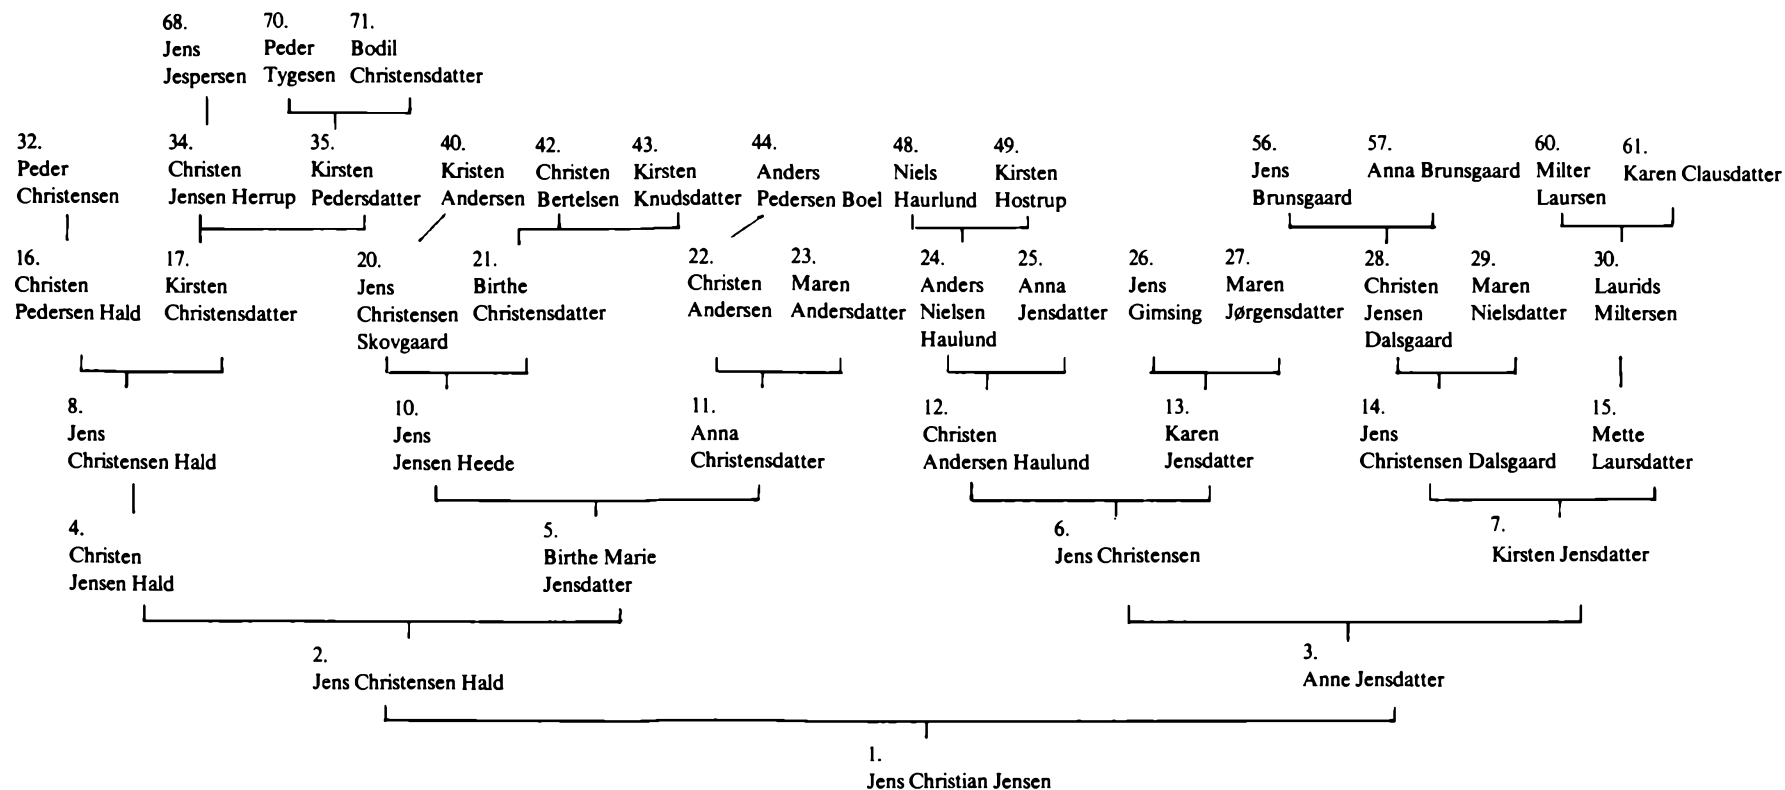 68.
Jens
Jespersen
70.
Peder
Tygesen
71.
Bodil
Christensdatter
32.
Peder
Christensen
34.
Christen
Jensen Herrup
35.
Kirsten
Pedersdatter
40.
Kristen
Andersen
42.
Christen
Bertelsen
43.
Kirsten
Knudsdatter
44.
Anders
Pedersen Boel
48.
Niels
Haurlund
49.
Kirsten
Hostrup
56.
Jens
Brunsgaard
57.
Anna Brunsgaard
60.
Milter
Laursen
61.
Karen Clausdatter
16.
Christen
Pedersen Hald
17.
Kirsten
Christensdatter
20.
Jens
Christensen
Skovgaard
21.
Birthe
Christensdatter
22.
Christen
Andersen
23.
Maren
Andersdatter
24.
Anders
Nielsen
Haulund
25.
Anna
Jensdatter
26.
Jens
Gimsing
27.
Maren
Jørgensdatter
28.
Christen
Jensen
Dalsgaard
29.
Maren
Nielsdatter
30.
Laurids
Miltersen
8.
Jens
Christensen Hald
10.
Jens
Jensen Heede
11.
Anna
Christensdatter
12.
Christen
Andersen Haulund
13.
Karen
Jensdatter
14.
Jens
Christensen Dalsgaard
15.
Mette
Laursdatter
4.
Christen
Jensen Hald
5.
Birthe Marie
Jensdatter
6.
Jens Christensen
7.
Kirsten Jensdatter
2.
Jens Christensen Hald
3.
Anne Jensdatter
1.
Jens Christian Jensen